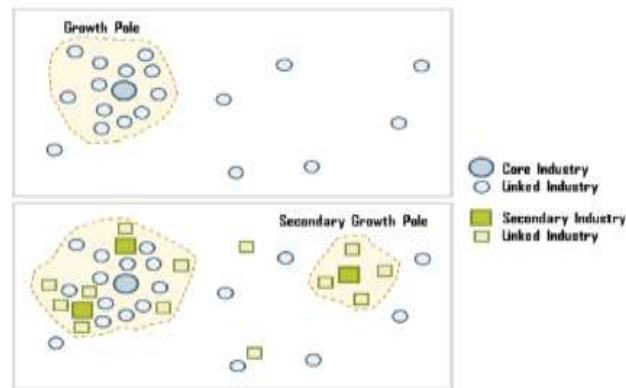 Growth Pole
Core Industry
Linked Industry
Secondary Growth Pole
Secondary Industry
Linked Industry